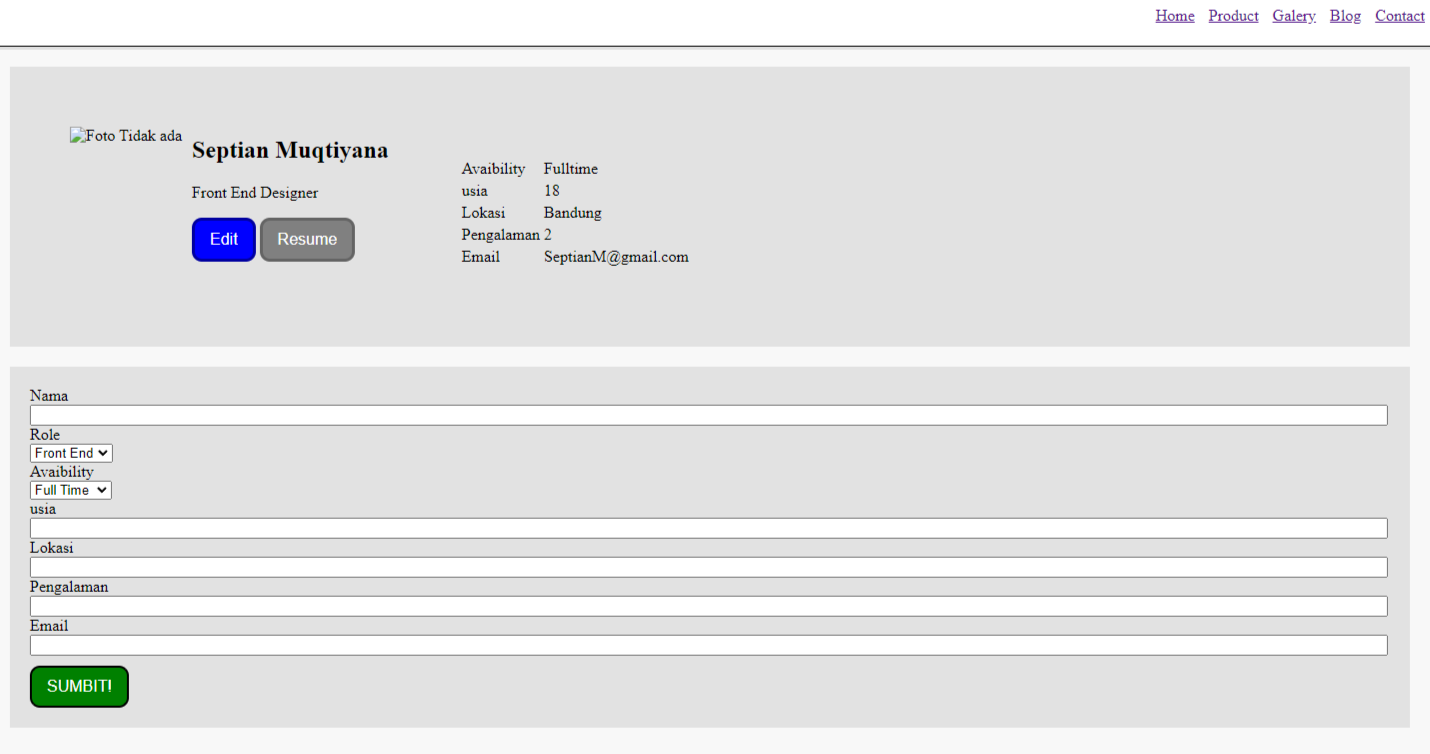 Home Product Galery Blog Contact
Foto Tidak ada
Septian Muqtiyana
Front End Designer
Edit Resume
Avaibility Fulltime
usia 18
Lokasi Bandung
Pengalaman 2
Email SeptianM@gmail.com
Nama
Role
Front End
Avaibility
Full Time
usia
Lokasi
Pengalaman
Email
SUMBIT!